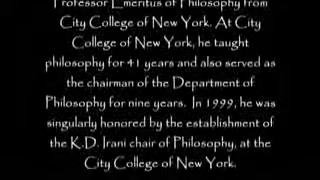 Professor Emeritus of Philosophy from
City College of New York. At City
College of New York, he taught
philosophy for 41 years and also served as
the chairman of the Department of
Philosophy for nine years. In 1999, he was
singularly honored by the establishment of
the K.D. Irani chair of Philosophy, at the
City College of New York.